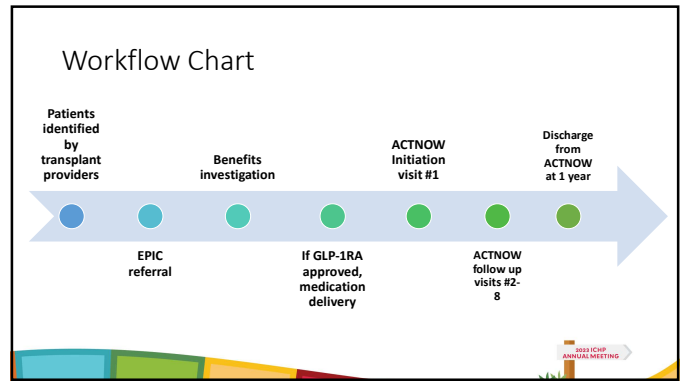 Workflow Chart
Patients
identified
by
transplant
providers
EPIC
referral
Benefits
investigation
If GLP-1RA
approved,
medication
delivery
ACTNOW
Initiation
visit #1
ACTNOW
follow up
visits #2-
8
Discharge
from
ACTNOW
at 1 year
2022 ICHP
ANNUAL MEETING